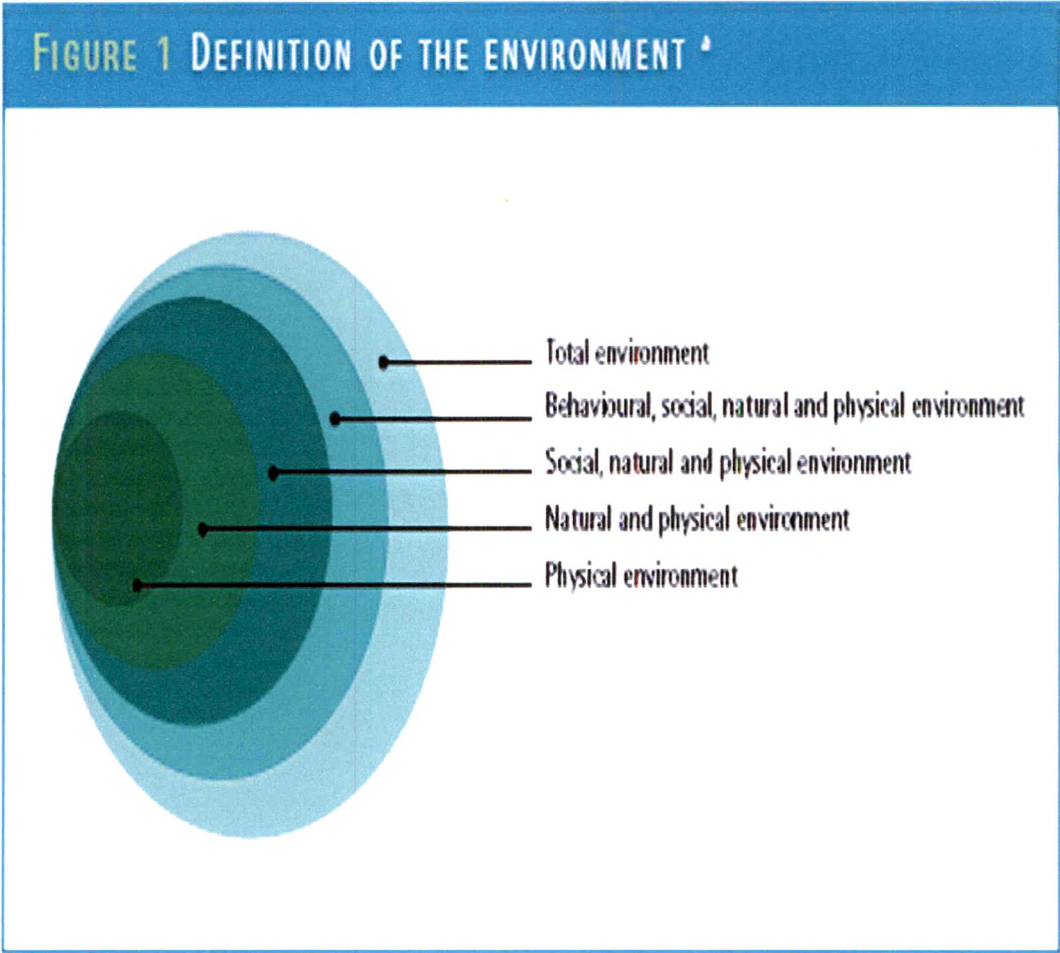 FIGURE 1 DEFINITION OF THE ENVIRONMENT ª
Total environment
Behavioural, social, natural and physical environment
Social, natural and physical environment
Natural and physical environment
Physical environment